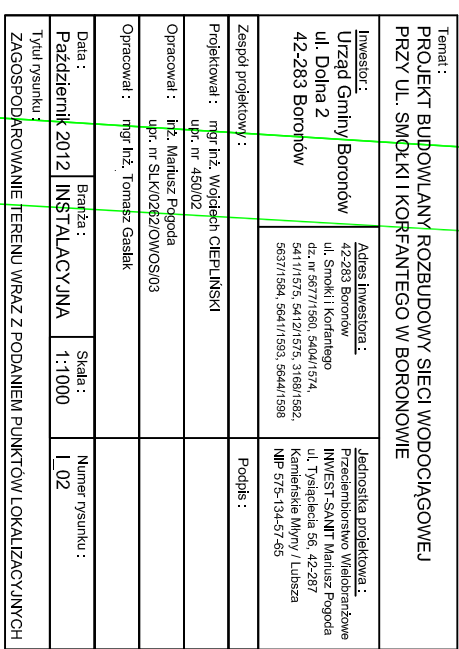 Temat :
PROJEKT BUDOWLANY ROZBUDOWY SIECI WODOCIĄGOWEJ
PRZY UL. SMOŁKI I KORFANTEGO W BORONOWIE
Inwestor :
Urząd Gminy Boronów
ul. Dolna 2
42-283 Boronów
Adres inwestora :
42-283 Boronów
ul. Smołki i Korfantego
dz. nr 5677/1560, 5404/1574,
5411/1575, 5412/1575, 3168/1582,
5637/1584, 5641/1593, 5644/1598
Jednostka projektowa :
Przeciembiorstwo Wielobranżowe
INWEST-SANIT Mariusz Pogoda
ul. Tysiąclecia 56, 42-287
Kamieńskie Młyny / Lubsza
NIP 575-134-57-65
Zespół projektowy :
Podpis :
Projektował : mgr inż. Wojciech CIEPLIŃSKI
upr. nr 450/02
Opracował : inż. Mariusz Pogoda
upr. nr SLK/0262/OWOS/03
Opracował : mgr Inż. Tomasz Gaslak
Data :
Październik 2012
Branża :
INSTALACYJNA
Skala :
1:1000
Numer rysunku :
I_02
Tytuł rysunku :
ZAGOSPODAROWANIE TERENU WRAZ Z PODANIEM PUNKTÓW LOKALIZACYJNYCH